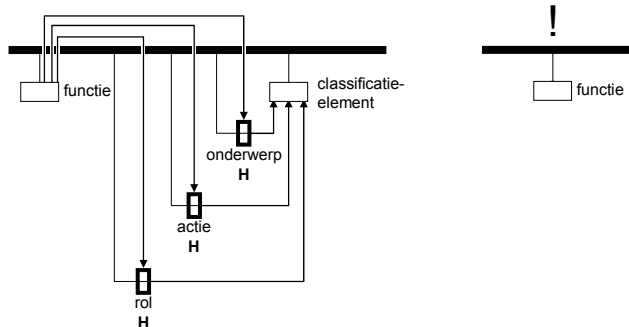 !
functie
classificatie-
element
functie
onderwerp
H
actie
H
rol
H